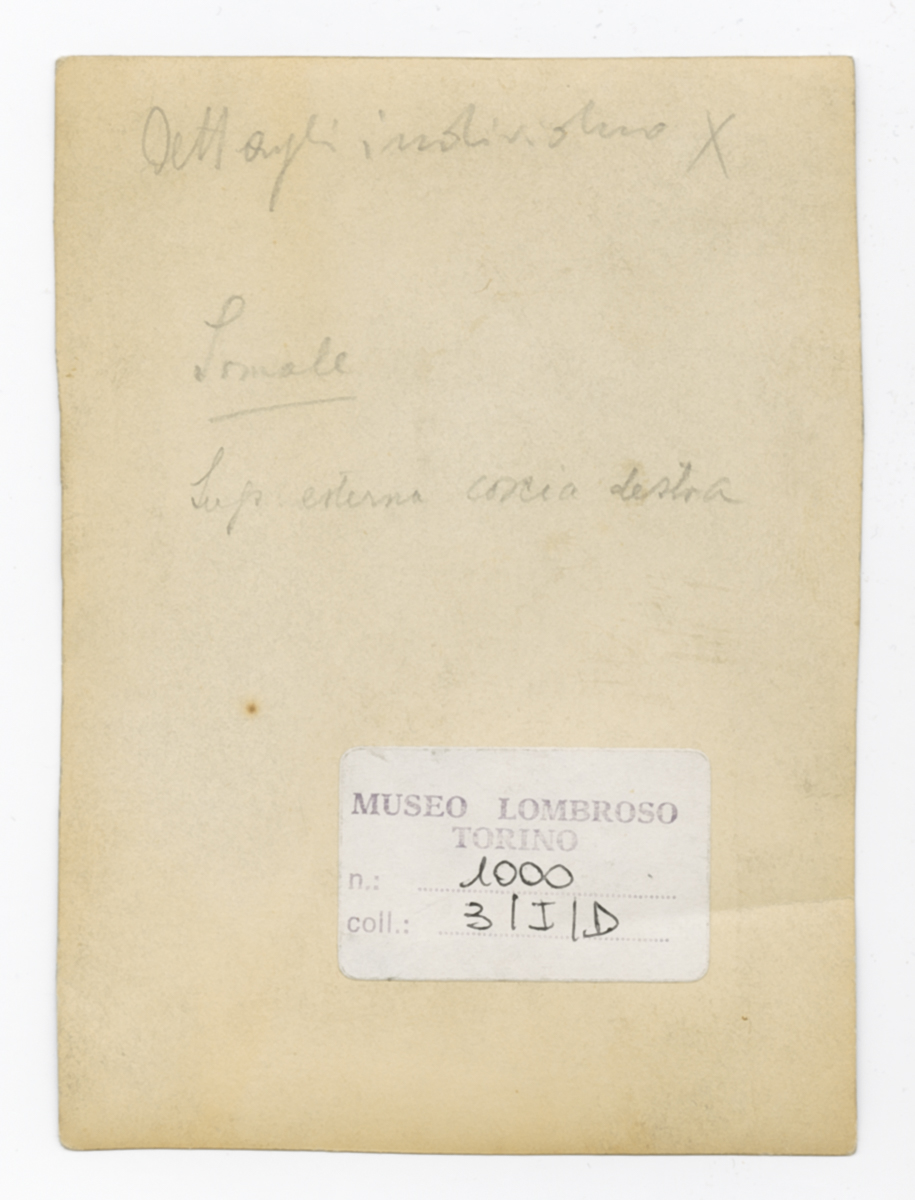 Dettagli individuo X
Somale
Sup. esterna coscia destra
MUSEO LOMBROSO
TORINO
n.: 1000
coll.: 3/I/D